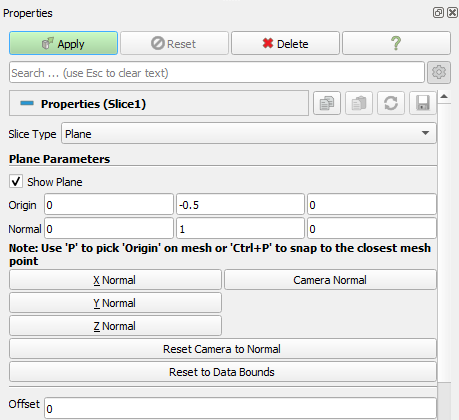 Properties
Apply Reset Delete ?
Search ... (use Esc to clear text)
Properties (Slice1)
Slice Type Plane
Plane Parameters
Show Plane
Origin 0 -0.5 0
Normal 0 1 0
Note: Use 'P' to pick 'Origin' on mesh or 'Ctrl+P' to snap to the closest mesh
point
X Normal Camera Normal
Y Normal
Z Normal
Reset Camera to Normal
Reset to Data Bounds
Offset 0